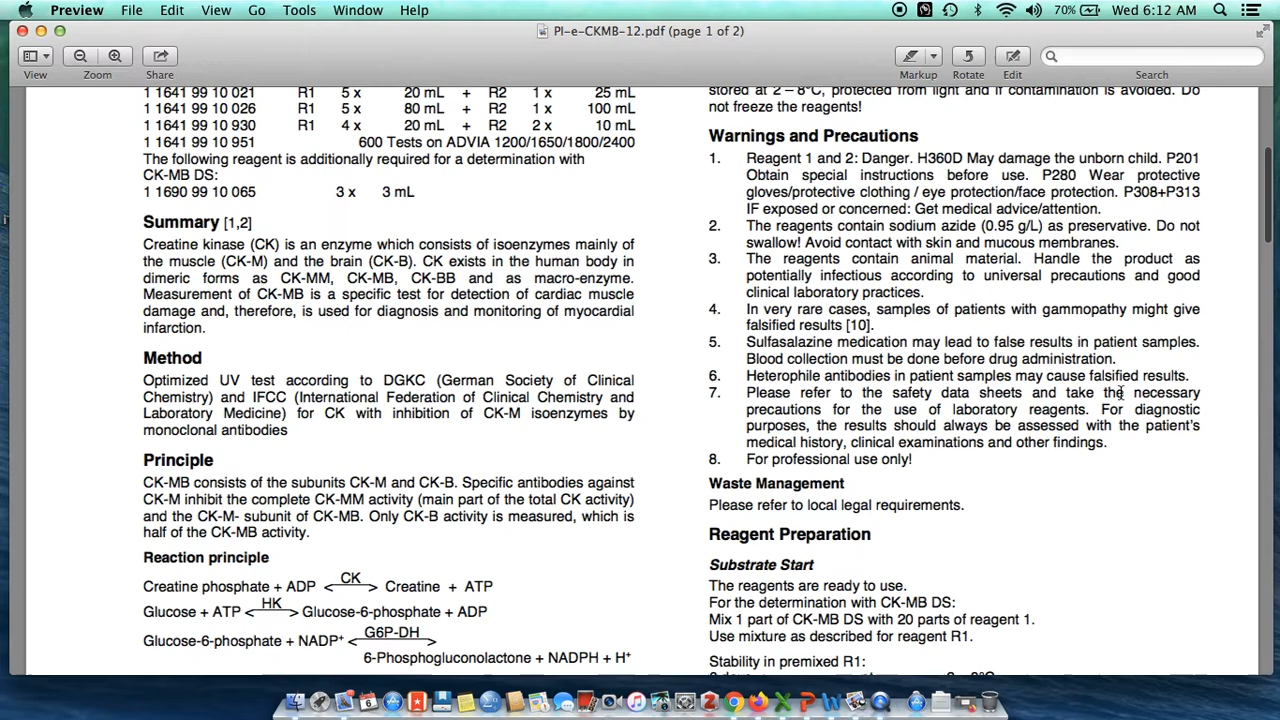 Preview File Edit View Go Tools Window Help 70% Wed 6:12 AM
PI-e-CKMB-12.pdf (page 1 of 2)
View Zoom Share Markup Rotate Edit Search
1 1641 99 10 021 R1 5 x 20 mL + R2 1 x 25 mL
1 1641 99 10 026 R1 5 x 80 mL + R2 1 x 100 mL
1 1641 99 10 930 R1 4 x 20 mL + R2 2 x 10 mL
1 1641 99 10 951 600 Tests on ADVIA 1200/1650/1800/2400
The following reagent is additionally required for a determination with
CK-MB DS:
1 1690 99 10 065 3 x 3 mL
Summary [1,2]
Creatine kinase (CK) is an enzyme which consists of isoenzymes mainly of
the muscle (CK-M) and the brain (CK-B). CK exists in the human body in
dimeric forms as CK-MM, CK-MB, CK-BB and as macro-enzyme.
Measurement of CK-MB is a specific test for detection of cardiac muscle
damage and, therefore, is used for diagnosis and monitoring of myocardial
infarction.
Method
Optimized UV test according to DGKC (German Society of Clinical
Chemistry) and IFCC (International Federation of Clinical Chemistry and
Laboratory Medicine) for CK with inhibition of CK-M isoenzymes by
monoclonal antibodies
Principle
CK-MB consists of the subunits CK-M and CK-B. Specific antibodies against
CK-M inhibit the complete CK-MM activity (main part of the total CK activity)
and the CK-M- subunit of CK-MB. Only CK-B activity is measured, which is
half of the CK-MB activity.
Reaction principle
CK
Creatine phosphate + ADP <—> Creatine + ATP
HK
Glucose + ATP <—> Glucose-6-phosphate + ADP
G6P-DH
Glucose-6-phosphate + NADP⁺ <—>
6-Phosphogluconolactone + NADPH + H⁺
stored at 2 – 8°C, protected from light and if contamination is avoided. Do
not freeze the reagents!
Warnings and Precautions
1. Reagent 1 and 2: Danger. H360D May damage the unborn child. P201
Obtain special instructions before use. P280 Wear protective
gloves/protective clothing / eye protection/face protection. P308+P313
IF exposed or concerned: Get medical advice/attention.
2. The reagents contain sodium azide (0.95 g/L) as preservative. Do not
swallow! Avoid contact with skin and mucous membranes.
3. The reagents contain animal material. Handle the product as
potentially infectious according to universal precautions and good
clinical laboratory practices.
4. In very rare cases, samples of patients with gammopathy might give
falsified results [10].
5. Sulfasalazine medication may lead to false results in patient samples.
Blood collection must be done before drug administration.
6. Heterophile antibodies in patient samples may cause falsified results.
7. Please refer to the safety data sheets and take the necessary
precautions for the use of laboratory reagents. For diagnostic
purposes, the results should always be assessed with the patient's
medical history, clinical examinations and other findings.
8. For professional use only!
Waste Management
Please refer to local legal requirements.
Reagent Preparation
Substrate Start
The reagents are ready to use.
For the determination with CK-MB DS:
Mix 1 part of CK-MB DS with 20 parts of reagent 1.
Use mixture as described for reagent R1.
Stability in premixed R1: